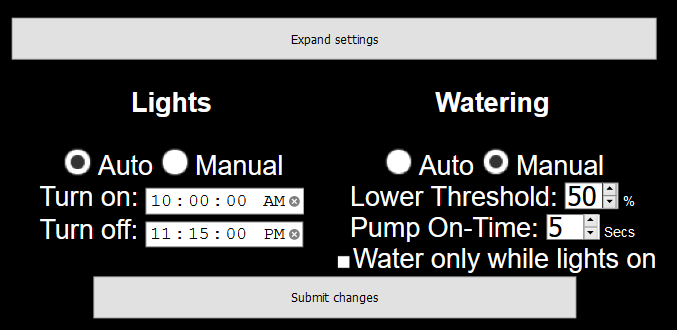 Expand settings
Lights
Auto Manual
Turn on: 10:00:00 AM
Turn off: 11:15:00 PM
Watering
Auto Manual
Lower Threshold: 50 %
Pump On-Time: 5 Secs
Water only while lights on
Submit changes